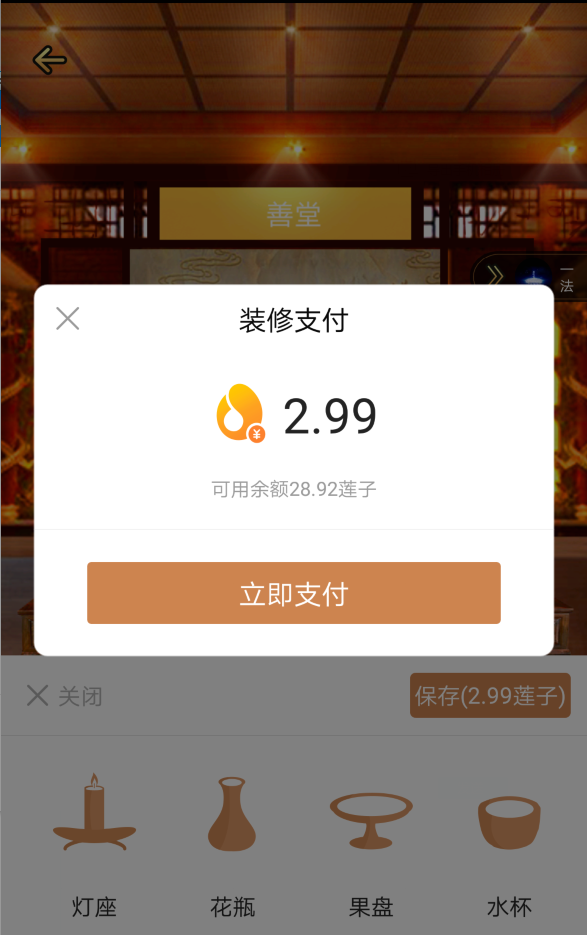 善堂
一
法
装修支付
¥
2.99
可用余额28.92莲子
立即支付
关闭
保存(2.99莲子)
灯座 花瓶 果盘 水杯